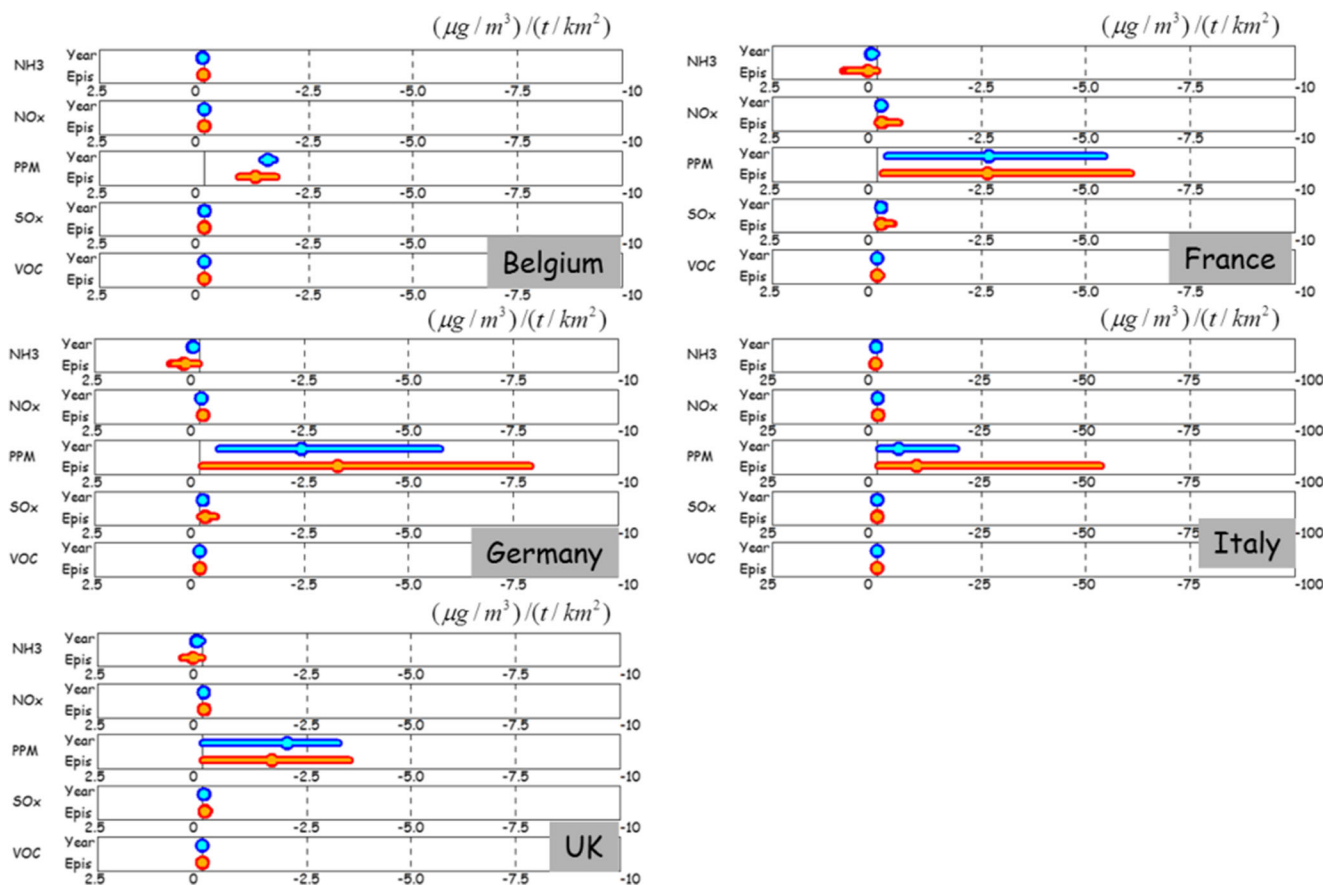 (μg / m³) /(t / km²)
NH3 Year
Epis
2.5 0 -2.5 -5.0 -7.5 -10
NOx Year
Epis
2.5 0 -2.5 -5.0 -7.5 -10
PPM Year
Epis
2.5 0 -2.5 -5.0 -7.5 -10
SOx Year
Epis
2.5 0 -2.5 -5.0 -7.5 -10
VOC Year
Epis
2.5 0 -2.5 -5.0 -7.5 -10
Belgium
(μg / m³) /(t / km²)
NH3 Year
Epis
2.5 0 -2.5 -5.0 -7.5 -10
NOx Year
Epis
2.5 0 -2.5 -5.0 -7.5 -10
PPM Year
Epis
2.5 0 -2.5 -5.0 -7.5 -10
SOx Year
Epis
2.5 0 -2.5 -5.0 -7.5 -10
VOC Year
Epis
2.5 0 -2.5 -5.0 -7.5 -10
France
(μg / m³) /(t / km²)
NH3 Year
Epis
2.5 0 -2.5 -5.0 -7.5 -10
NOx Year
Epis
2.5 0 -2.5 -5.0 -7.5 -10
PPM Year
Epis
2.5 0 -2.5 -5.0 -7.5 -10
SOx Year
Epis
2.5 0 -2.5 -5.0 -7.5 -10
VOC Year
Epis
2.5 0 -2.5 -5.0 -7.5 -10
Germany
(μg / m³) /(t / km²)
NH3 Year
Epis
25 0 -25 -50 -75 -100
NOx Year
Epis
25 0 -25 -50 -75 -100
PPM Year
Epis
25 0 -25 -50 -75 -100
SOx Year
Epis
25 0 -25 -50 -75 -100
VOC Year
Epis
25 0 -25 -50 -75 -100
Italy
(μg / m³) /(t / km²)
NH3 Year
Epis
2.5 0 -2.5 -5.0 -7.5 -10
NOx Year
Epis
2.5 0 -2.5 -5.0 -7.5 -10
PPM Year
Epis
2.5 0 -2.5 -5.0 -7.5 -10
SOx Year
Epis
2.5 0 -2.5 -5.0 -7.5 -10
VOC Year
Epis
2.5 0 -2.5 -5.0 -7.5 -10
UK